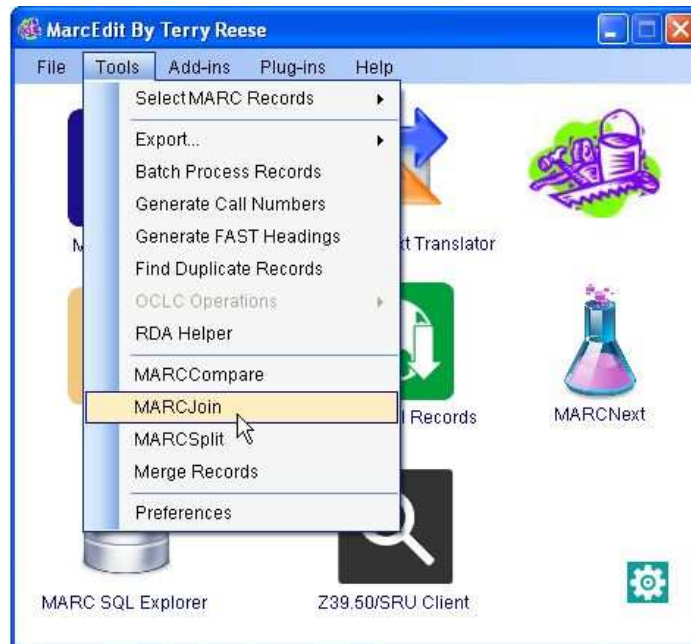 MarcEdit By Terry Reese
File Tools Add-ins Plug-ins Help
Select MARC Records
Export...
Batch Process Records
Generate Call Numbers
Generate FAST Headings
Find Duplicate Records
OCLC Operations
RDA Helper
MARCCompare
MARCJoin
MARCSplit
Merge Records
Preferences
Translator
Records
MARCNext
MARC SQL Explorer
Z39.50/SRU Client